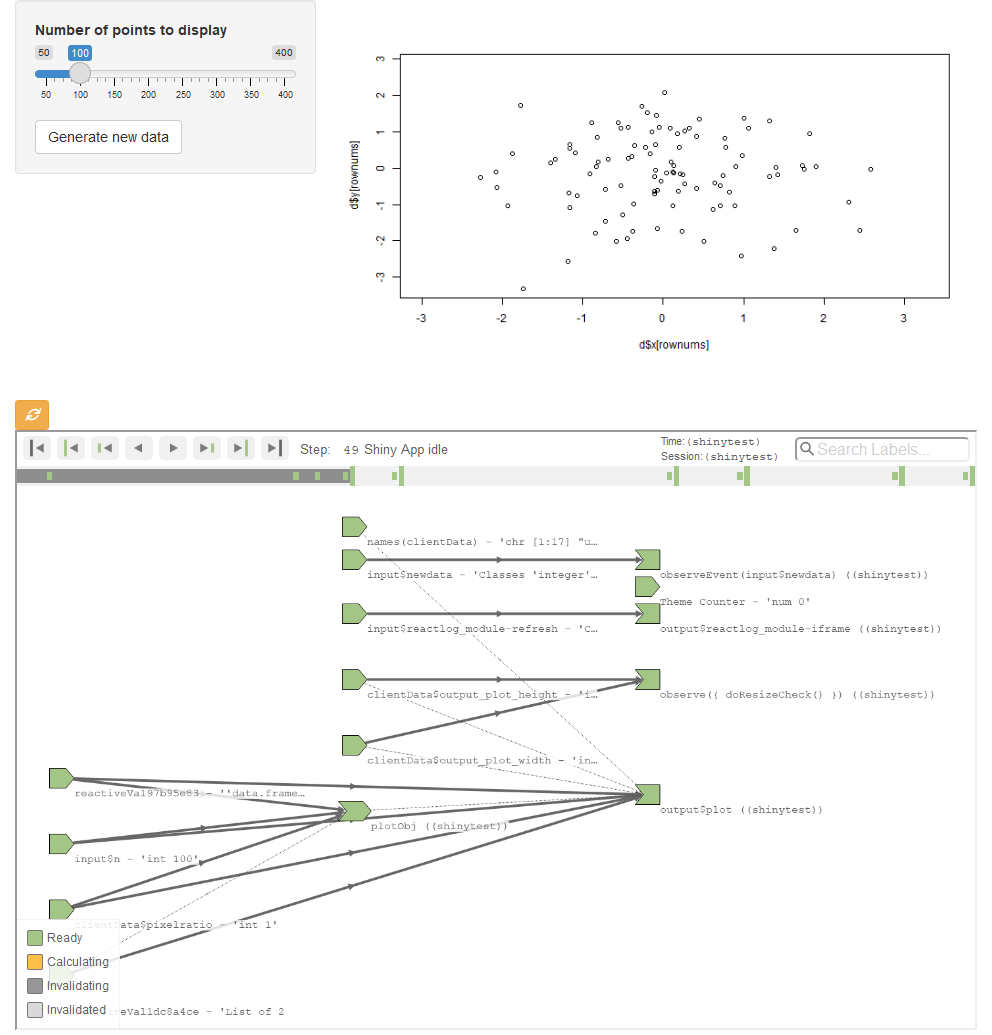 Number of points to display
50 100 400
50 100 150 200 250 300 350 400
Generate new data
3
2
1
0
-1
-2
-3
d$y[rownums]
-3 -2 -1 0 1 2 3
d$x[rownums]
Step: 49 Shiny App idle
Time: (shinytest)
Session: (shinytest)
Search Labels...
names(clientData) - 'chr [1:17] "u…
input$newdata - 'Classes 'integer'…
observeEvent(input$newdata) ((shinytest))
Theme Counter - 'num 0'
input$reactlog_module-refresh - 'C…
output$reactlog_module-iframe ((shinytest))
clientData$output_plot_height - 'i…
observe({ doResizeCheck() }) ((shinytest))
clientData$output_plot_width - 'in…
reactiveVal97b95e83 - ''data.frame…
output$plot ((shinytest))
plotObj ((shinytest))
input$n - 'int 100'
clientData$pixelratio - 'int 1'
Ready
Calculating
Invalidating
Invalidated
veVal1dc8a4ce - 'List of 2